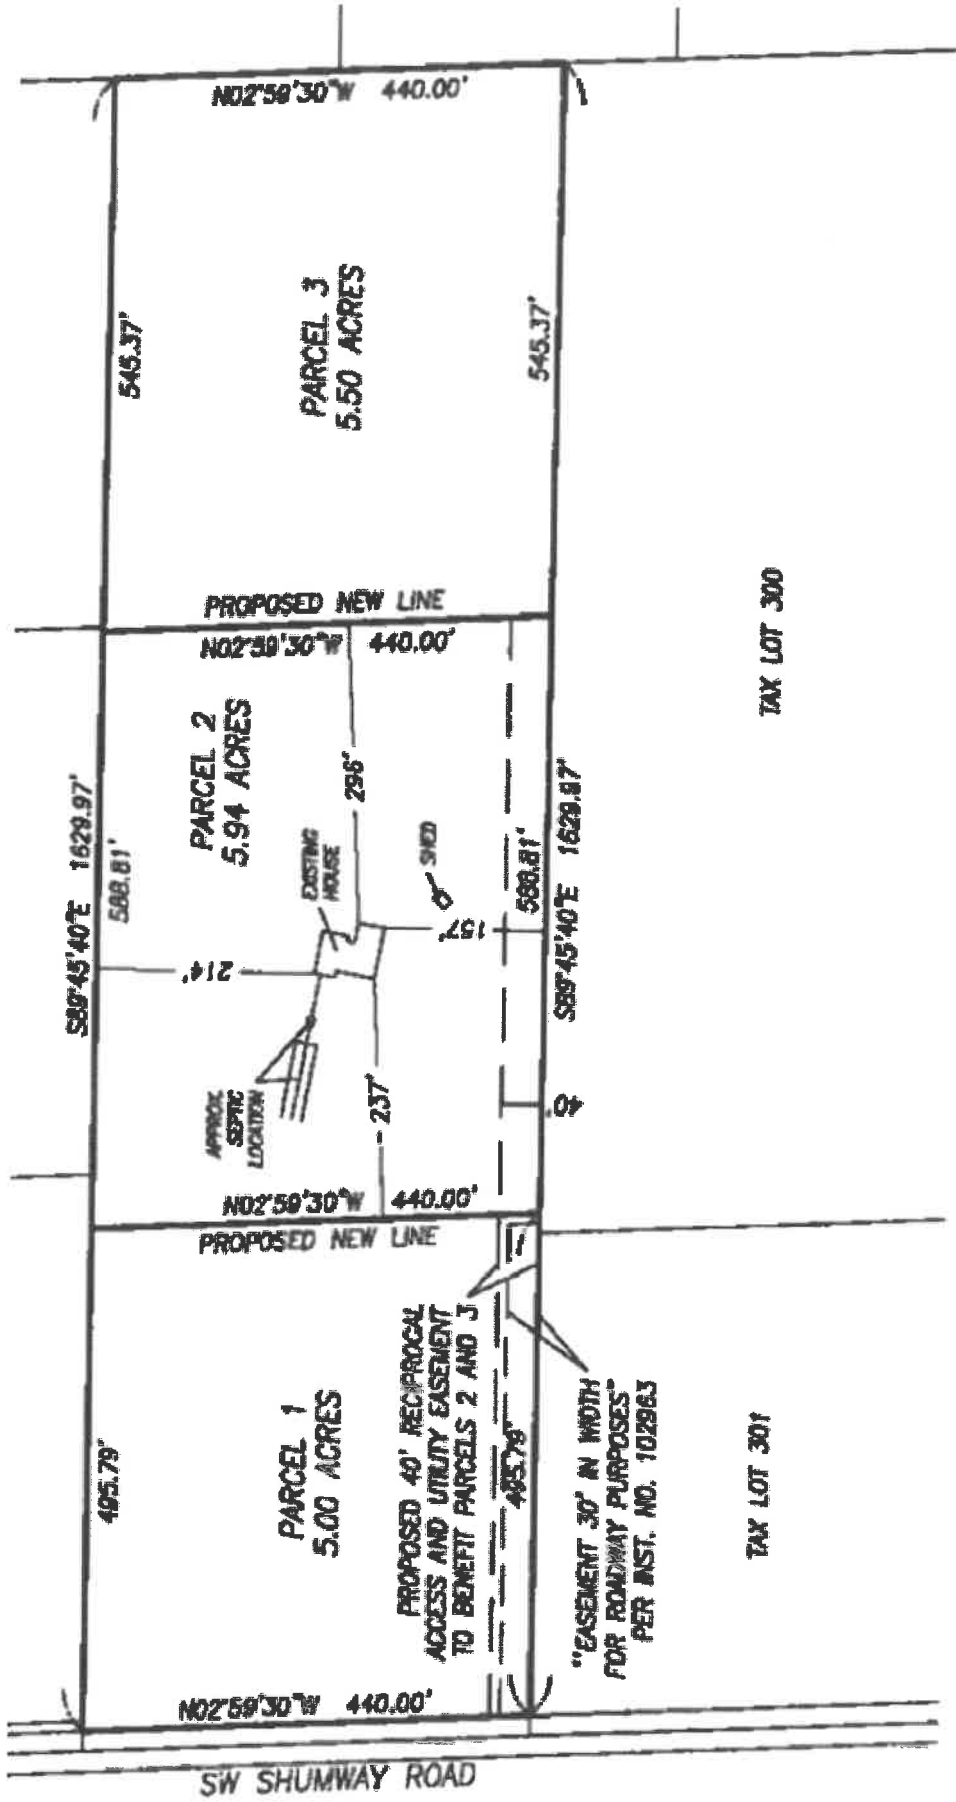 N02°59'30"W 440.00'
545.37'
PARCEL 3
5.50 ACRES
545.37'
PROPOSED NEW LINE
N02°59'30"W 440.00'
S89°45'40"E 1629.97'
588.81'
PARCEL 2
5.94 ACRES
EXISTING
HOUSE
296'
SHED
157'
214'
588.81'
S89°45'40"E 1629.97'
TAX LOT 300
APPROX.
SEPTIC
LOCATION
237'
40'
N02°59'30"W 440.00'
PROPOSED NEW LINE
495.79'
PARCEL 1
5.00 ACRES
PROPOSED 40' RECIPROCAL
ACCESS AND UTILITY EASEMENT
TO BENEFIT PARCELS 2 AND 3
495.79'
"EASEMENT 30' IN WIDTH
FOR ROADWAY PURPOSES"
PER INST. NO. 102963
TAX LOT 301
N02°59'30"W 440.00'
SW SHUMWAY ROAD